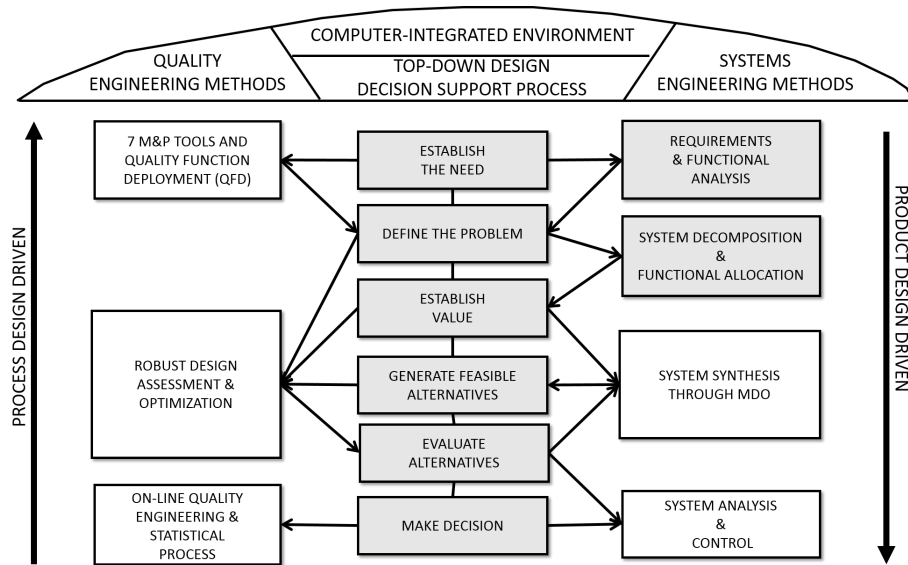 COMPUTER-INTEGRATED ENVIRONMENT
QUALITY
ENGINEERING METHODS
TOP-DOWN DESIGN
DECISION SUPPORT PROCESS
SYSTEMS
ENGINEERING METHODS
PROCESS DESIGN DRIVEN
7 M&P TOOLS AND
QUALITY FUNCTION
DEPLOYMENT (QFD)
ROBUST DESIGN
ASSESSMENT &
OPTIMIZATION
ON-LINE QUALITY
ENGINEERING &
STATISTICAL
PROCESS
ESTABLISH
THE NEED
DEFINE THE PROBLEM
ESTABLISH
VALUE
GENERATE FEASIBLE
ALTERNATIVES
EVALUATE
ALTERNATIVES
MAKE DECISION
REQUIREMENTS
& FUNCTIONAL
ANALYSIS
SYSTEM DECOMPOSITION
&
FUNCTIONAL ALLOCATION
SYSTEM SYNTHESIS
THROUGH MDO
SYSTEM ANALYSIS
&
CONTROL
PRODUCT DESIGN DRIVEN